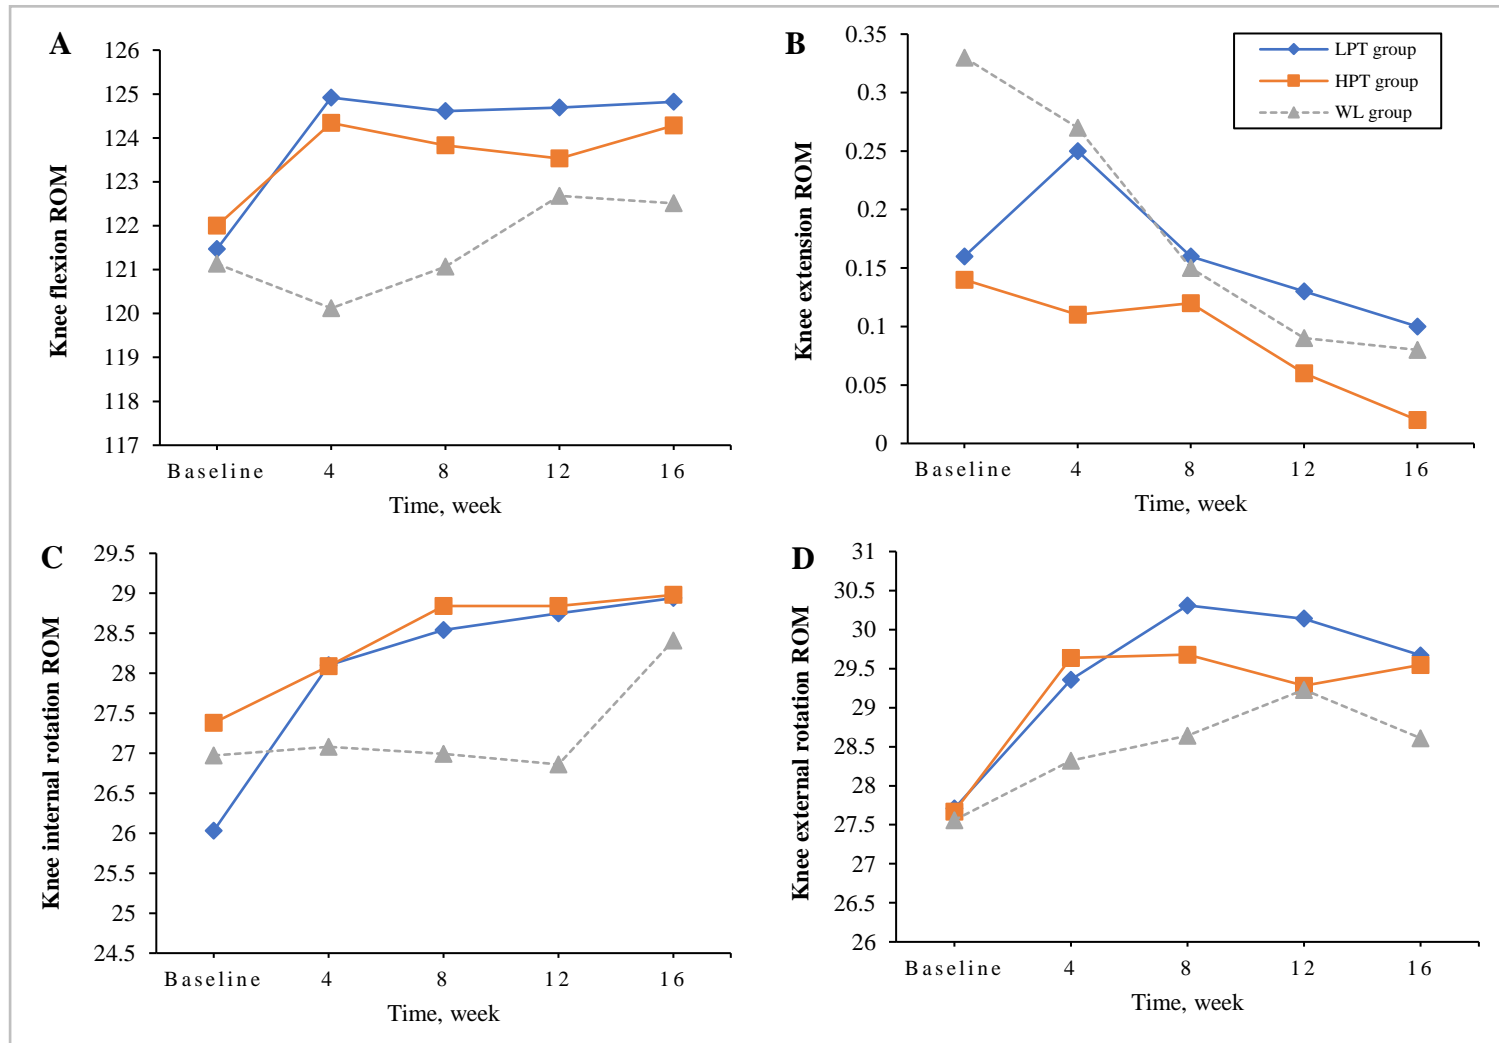 A
126
125
124
123
122
121
120
119
118
117
Knee flexion ROM
Baseline 4 8 12 16
Time, week
B
0.35
0.3
0.25
0.2
0.15
0.1
0.05
0
Knee extension ROM
Baseline 4 8 12 16
Time, week
LPT group
HPT group
WL group
C
29.5
29
28.5
28
27.5
27
26.5
26
25.5
25
24.5
Knee internal rotation ROM
Baseline 4 8 12 16
Time, week
D
31
30.5
30
29.5
29
28.5
28
27.5
27
26.5
26
Knee external rotation ROM
Baseline 4 8 12 16
Time, week